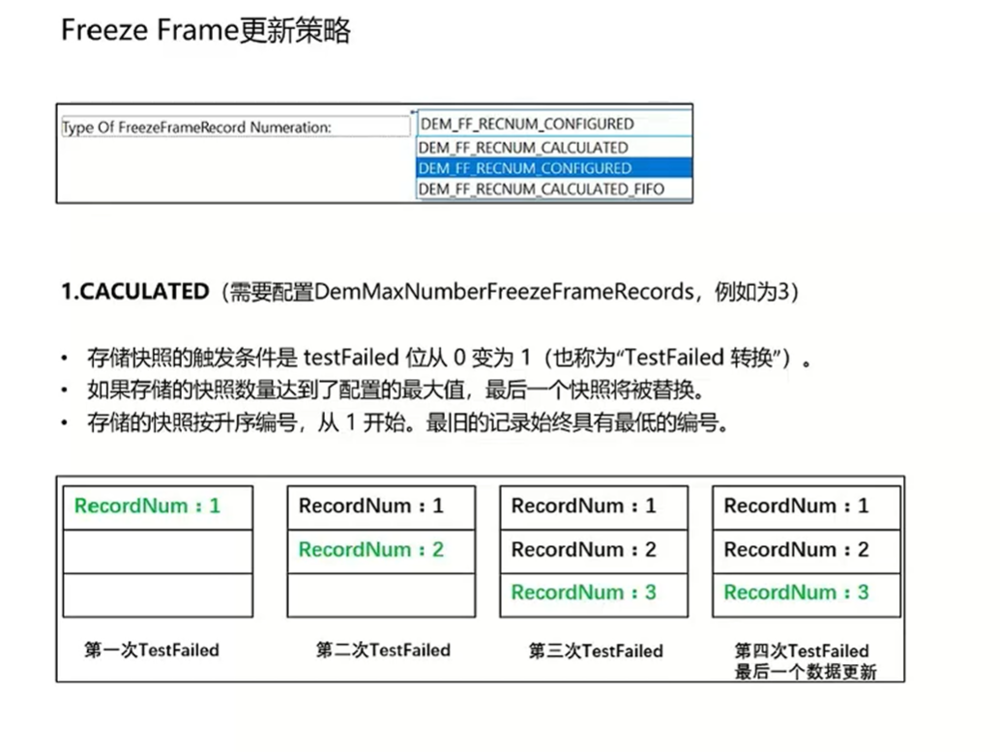 Freeze Frame更新策略
Type Of FreezeFrameRecord Numeration:
DEM_FF_RECNUM_CONFIGURED
DEM_FF_RECNUM_CALCULATED
DEM_FF_RECNUM_CONFIGURED
DEM_FF_RECNUM_CALCULATED_FIFO
1.CACULATED（需要配置DemMaxNumberFreezeFrameRecords，例如为3）
• 存储快照的触发条件是 testFailed 位从 0 变为 1（也称为“TestFailed 转换”）。
• 如果存储的快照数量达到了配置的最大值，最后一个快照将被替换。
• 存储的快照按升序编号，从 1 开始。最旧的记录始终具有最低的编号。
RecordNum：1
第一次TestFailed
RecordNum：1
RecordNum：2
第二次TestFailed
RecordNum：1
RecordNum：2
RecordNum：3
第三次TestFailed
RecordNum：1
RecordNum：2
RecordNum：3
第四次TestFailed
最后一个数据更新